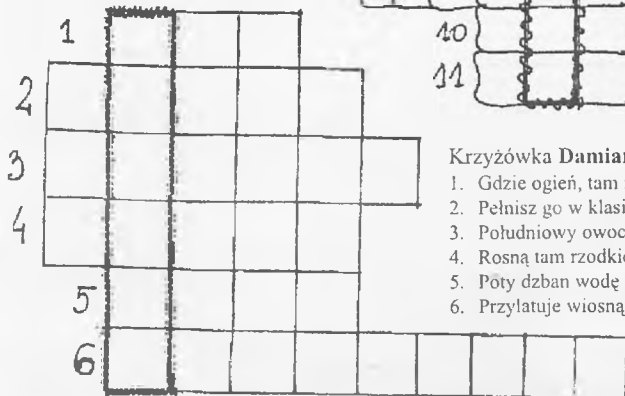 1
2
3
4
5
6
10
11
Krzyżówka Damian
1. Gdzie ogień, tam
2. Pełnisz go w klasi
3. Południowy owoc
4. Rosną tam rzodkie
5. Póty dzban wodę
6. Przylatuje wiosną